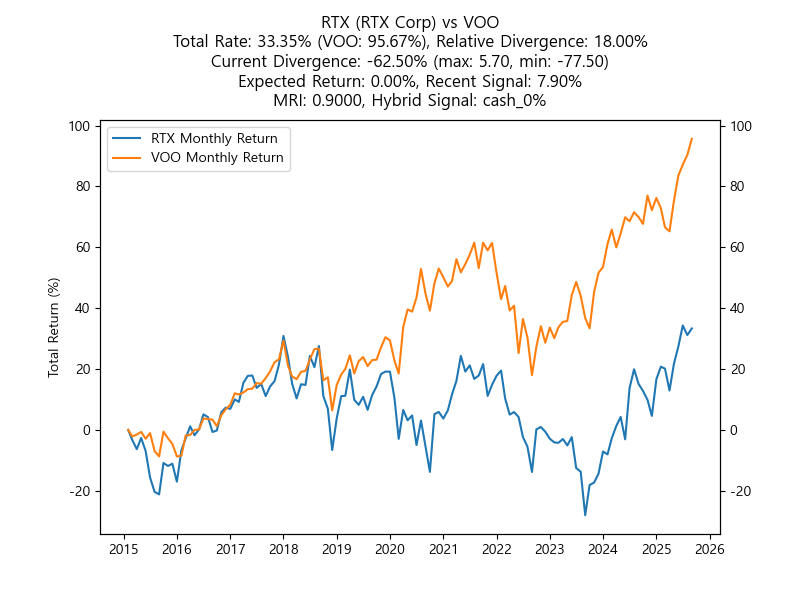 RTX (RTX Corp) vs VOO
Total Rate: 33.35% (VOO: 95.67%), Relative Divergence: 18.00%
Current Divergence: -62.50% (max: 5.70, min: -77.50)
Expected Return: 0.00%, Recent Signal: 7.90%
MRI: 0.9000, Hybrid Signal: cash_0%
RTX Monthly Return
VOO Monthly Return
Total Return (%)
100
80
60
40
20
0
-20
100
80
60
40
20
0
-20
2015 2016 2017 2018 2019 2020 2021 2022 2023 2024 2025 2026